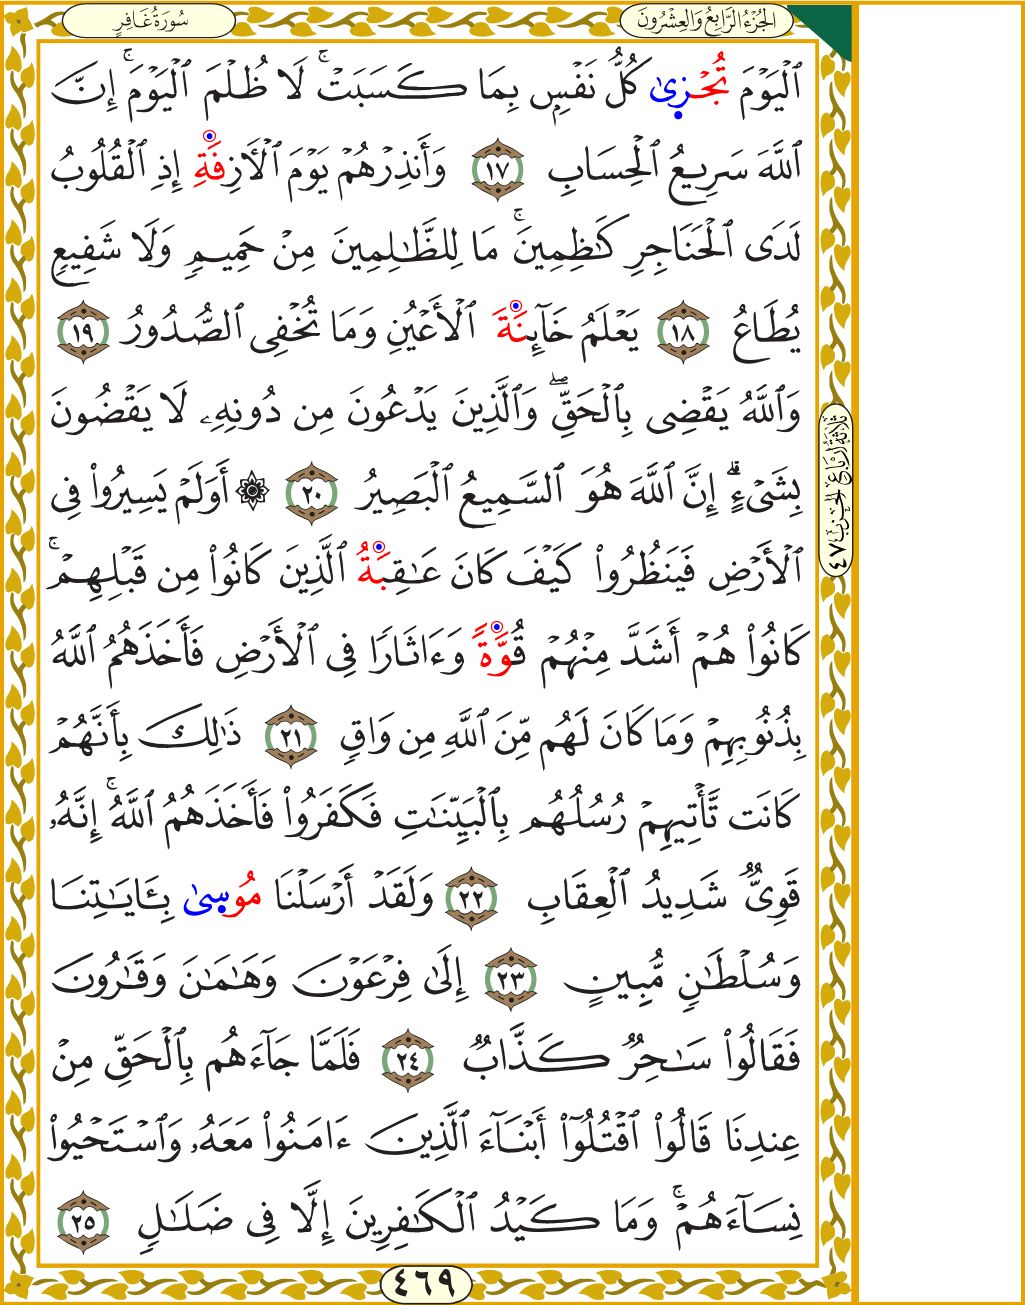 الجُزْءُ الرَّابِعُ وَالعِشْرُونَ
سُورَةُ غَافِرٍ
ٱلۡيَوۡمَ تُجۡزِىٰ كُلُّ نَفۡسِۭ بِمَا كَسَبَتۡۚ لَا ظُلۡمَ ٱلۡيَوۡمَۚ إِنَّ
ٱللَّهَ سَرِيعُ ٱلۡحِسَابِ ١٧ وَأَنذِرۡهُمۡ يَوۡمَ ٱلۡأٓزِفَةِ إِذِ ٱلۡقُلُوبُ
لَدَى ٱلۡحَنَاجِرِ كَٰظِمِينَۚ مَا لِلظَّٰلِمِينَ مِنۡ حَمِيمٖ وَلَا شَفِيعٖ
يُطَاعُ ١٨ يَعۡلَمُ خَآئِنَةَ ٱلۡأَعۡيُنِ وَمَا تُخۡفِى ٱلصُّدُورُ ١٩
وَٱللَّهُ يَقۡضِى بِٱلۡحَقِّۖ وَٱلَّذِينَ يَدۡعُونَ مِن دُونِهِۦ لَا يَقۡضُونَ
بِشَىۡءٍۗ إِنَّ ٱللَّهَ هُوَ ٱلسَّمِيعُ ٱلۡبَصِيرُ ٢٠ ۞ أَوَلَمۡ يَسِيرُواْ فِى
ٱلۡأَرۡضِ فَيَنظُرُواْ كَيۡفَ كَانَ عَٰقِبَةُ ٱلَّذِينَ كَانُواْ مِن قَبۡلِهِمۡۚ
كَانُواْ هُمۡ أَشَدَّ مِنۡهُمۡ قُوَّةٗ وَءَاثَارٗا فِى ٱلۡأَرۡضِ فَأَخَذَهُمُ ٱللَّهُ
بِذُنُوبِهِمۡ وَمَا كَانَ لَهُم مِّنَ ٱللَّهِ مِن وَاقٖ ٢١ ذَٰلِكَ بِأَنَّهُمۡ
كَانَت تَّأۡتِيهِمۡ رُسُلُهُم بِٱلۡبَيِّنَٰتِ فَكَفَرُواْ فَأَخَذَهُمُ ٱللَّهُۚ إِنَّهُۥ
قَوِىّٞ شَدِيدُ ٱلۡعِقَابِ ٢٢ وَلَقَدۡ أَرۡسَلۡنَا مُوسِىٰ بِـَٔايَٰتِنَا
وَسُلۡطَٰنٖ مُّبِينٍ ٢٣ إِلَىٰ فِرۡعَوۡنَ وَهَٰمَٰنَ وَقَٰرُونَ
فَقَالُواْ سَٰحِرٞ كَذَّابٞ ٢٤ فَلَمَّا جَآءَهُم بِٱلۡحَقِّ مِنۡ
عِندِنَا قَالُواْ ٱقۡتُلُوٓاْ أَبۡنَآءَ ٱلَّذِينَ ءَامَنُواْ مَعَهُۥ وَٱسۡتَحۡيُواْ
نِسَآءَهُمۡۚ وَمَا كَيۡدُ ٱلۡكَٰفِرِينَ إِلَّا فِى ضَلَٰلٖ ٢٥
ثَلَاثَةُ أَرْبَاعِ الحِزْب ٤٧
٤٦٩